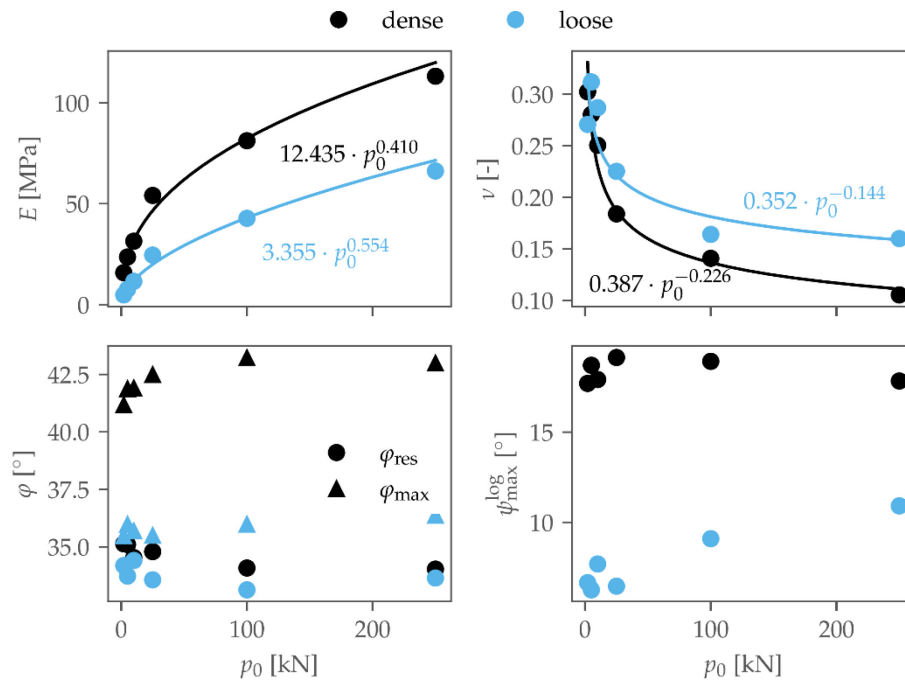 dense loose
100
50
0
E [MPa]
12.435 · p₀^0.410
3.355 · p₀^0.554
0.30
0.25
0.20
0.15
0.10
ν [-]
0.352 · p₀^−0.144
0.387 · p₀^−0.226
42.5
40.0
37.5
35.0
φ [°]
φres
φmax
0 100 200
p₀ [kN]
15
10
ψ^log_max [°]
0 100 200
p₀ [kN]